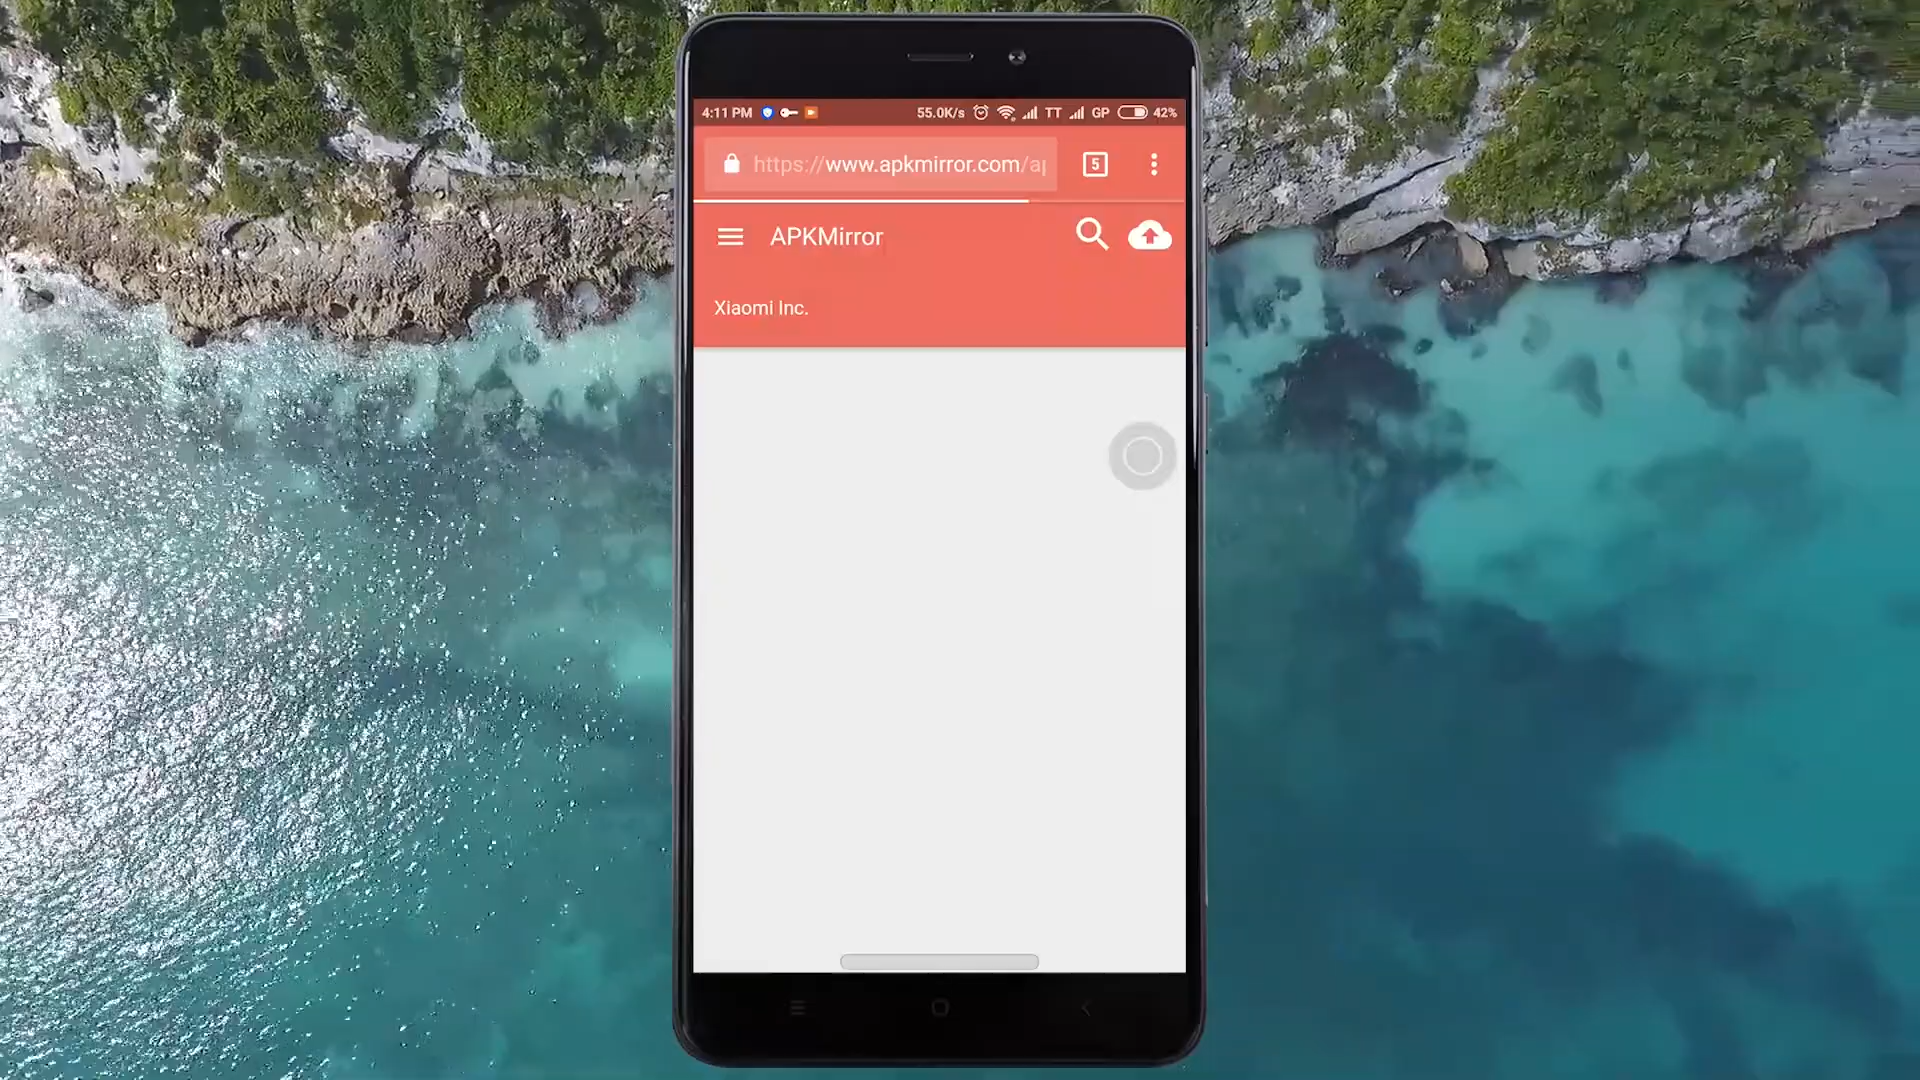 4:11 PM 55.0K/s TT GP 42%
https://www.apkmirror.com/a
5
APKMirror
Xiaomi Inc.